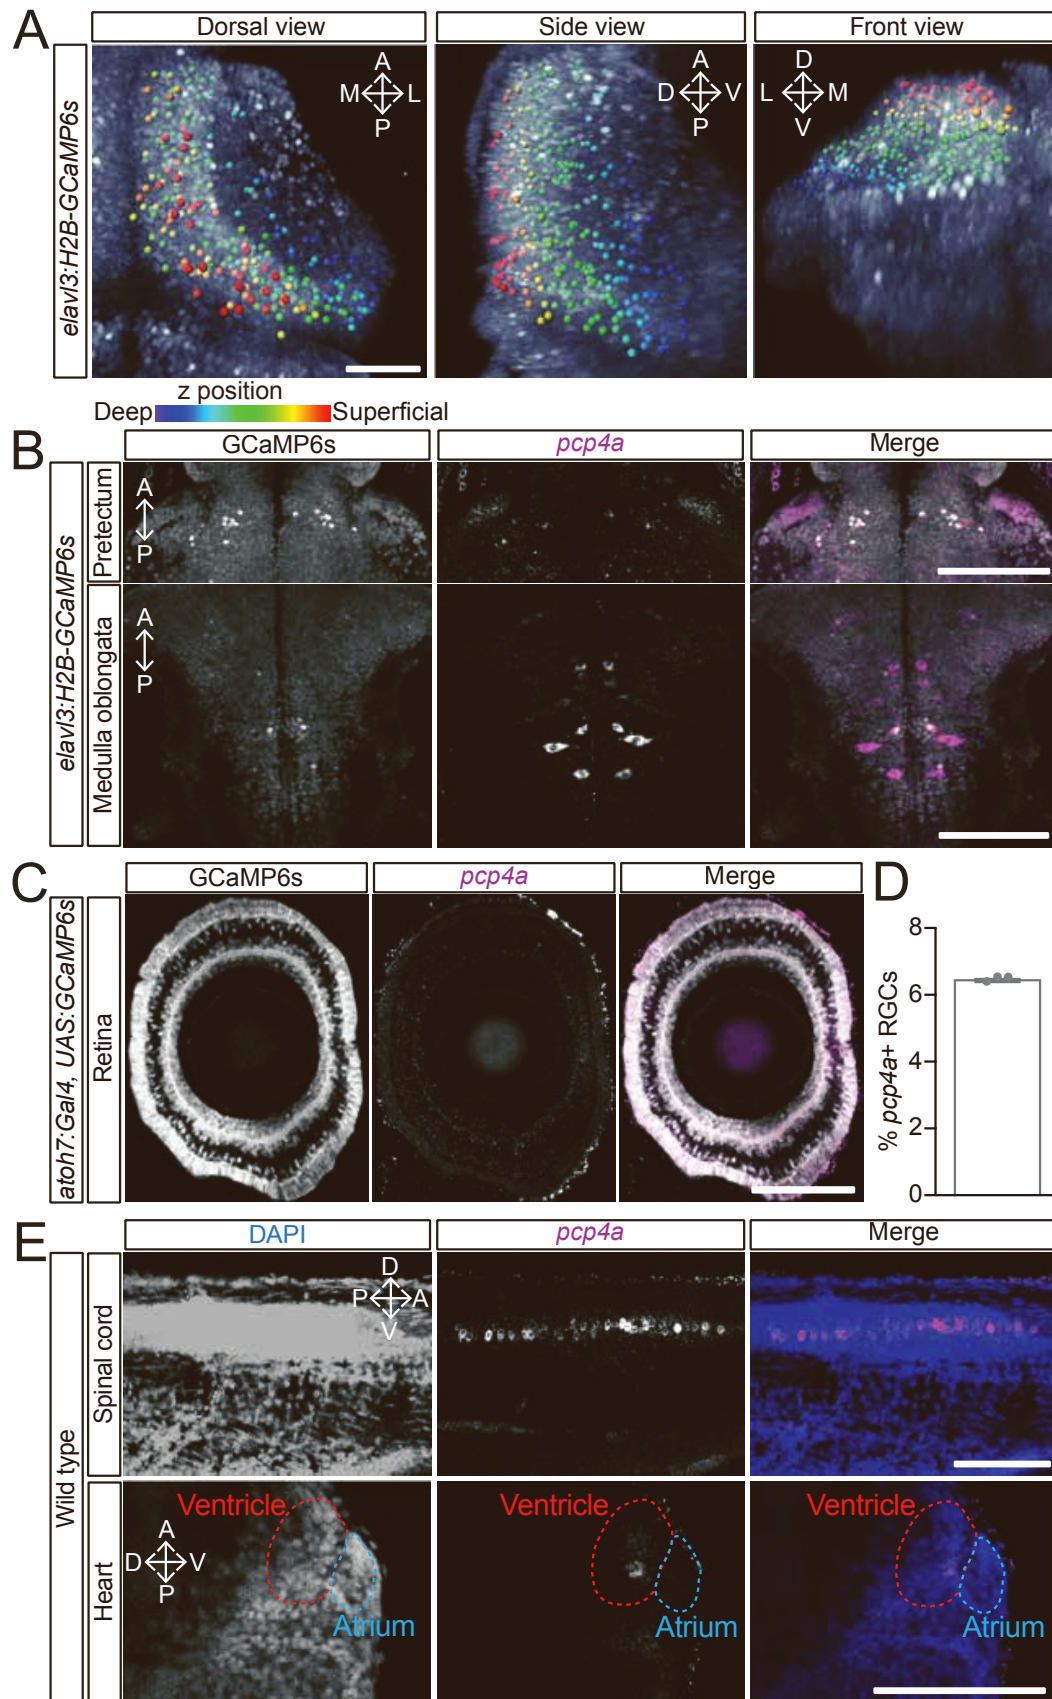 A
Dorsal view
Side view
Front view
elavl3:H2B-GCaMP6s
A
M L
P
A
D V
P
D
L M
V
z position
Deep Superficial
B
GCaMP6s
pcp4a
Merge
elavl3:H2B-GCaMP6s
Pretectum
A
P
Medulla oblongata
A
P
C
GCaMP6s
pcp4a
Merge
atoh7:Gal4, UAS:GCaMP6s
Retina
D
% pcp4a+ RGCs
8
6
4
2
0
E
DAPI
pcp4a
Merge
Wild type
Spinal cord
D
P A
V
Heart
Ventricle
Ventricle
Ventricle
A
D V
P
Atrium
Atrium
Atrium